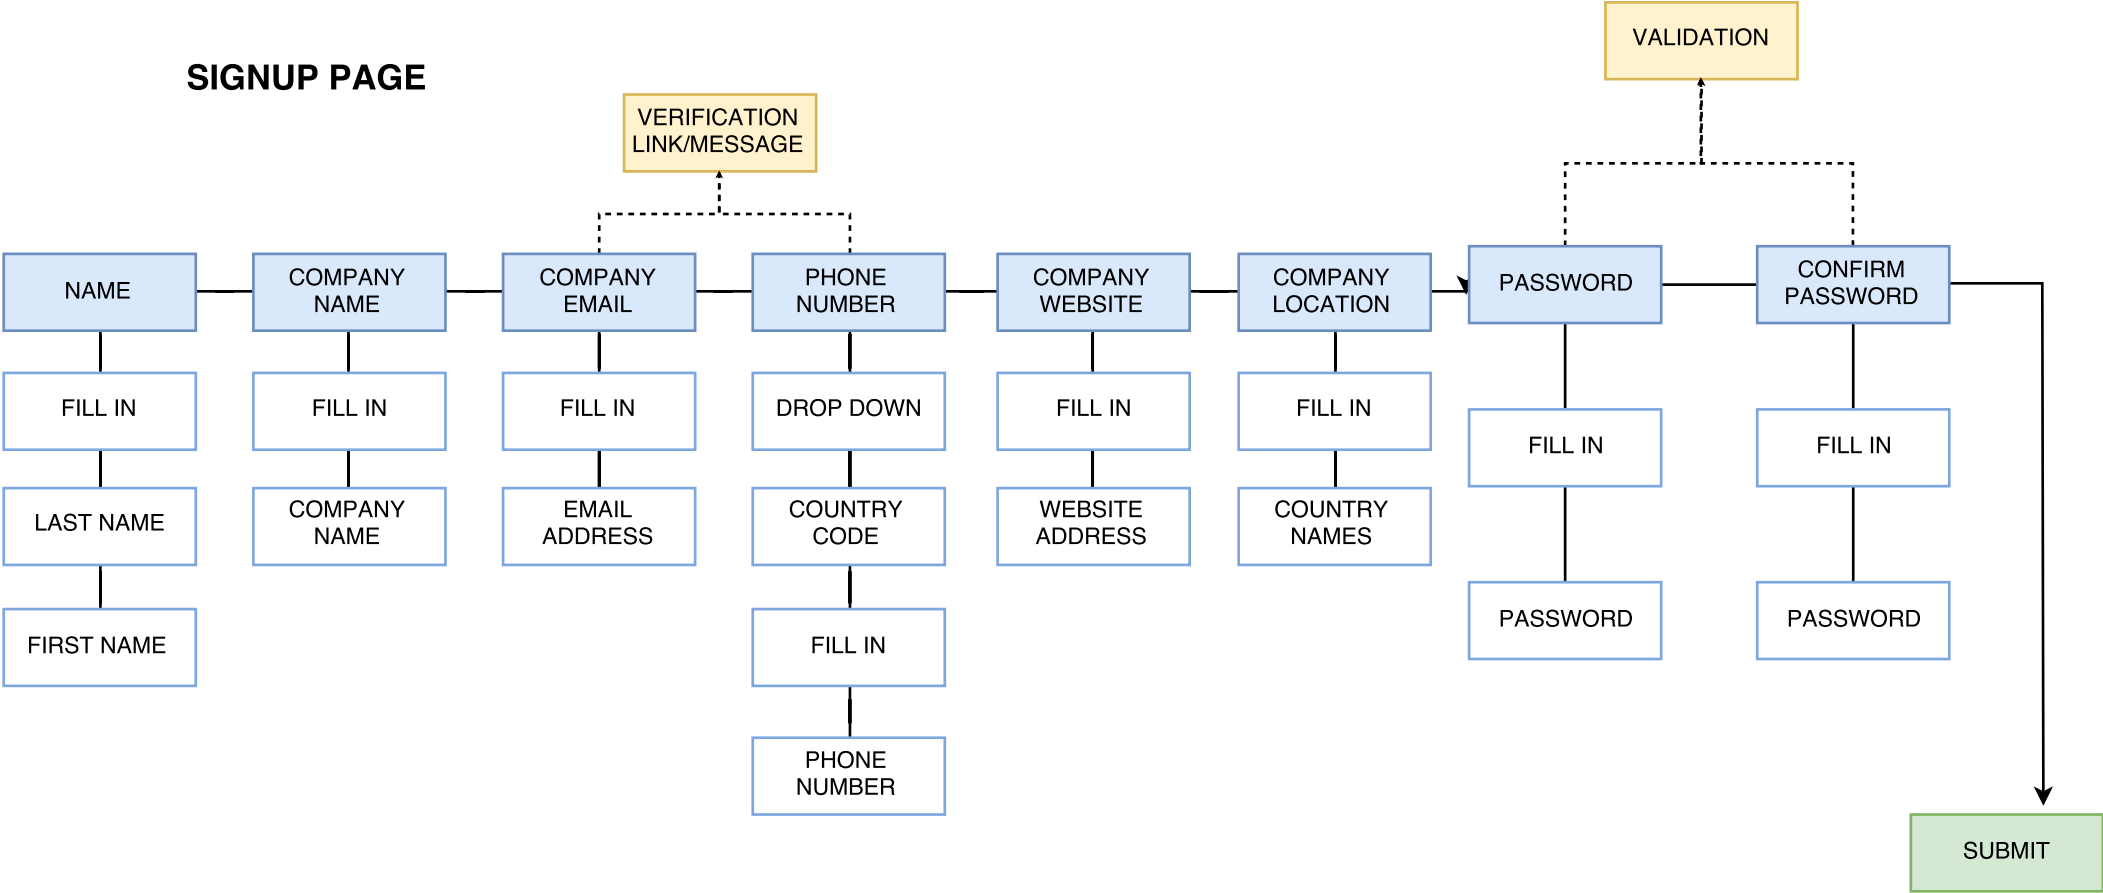 VALIDATION
SIGNUP PAGE
VERIFICATION
LINK/MESSAGE
NAME
COMPANY
NAME
COMPANY
EMAIL
PHONE
NUMBER
COMPANY
WEBSITE
COMPANY
LOCATION
PASSWORD
CONFIRM
PASSWORD
FILL IN
FILL IN
FILL IN
DROP DOWN
FILL IN
FILL IN
FILL IN
FILL IN
LAST NAME
COMPANY
NAME
EMAIL
ADDRESS
COUNTRY
CODE
WEBSITE
ADDRESS
COUNTRY
NAMES
FIRST NAME
FILL IN
PASSWORD
PASSWORD
PHONE
NUMBER
SUBMIT